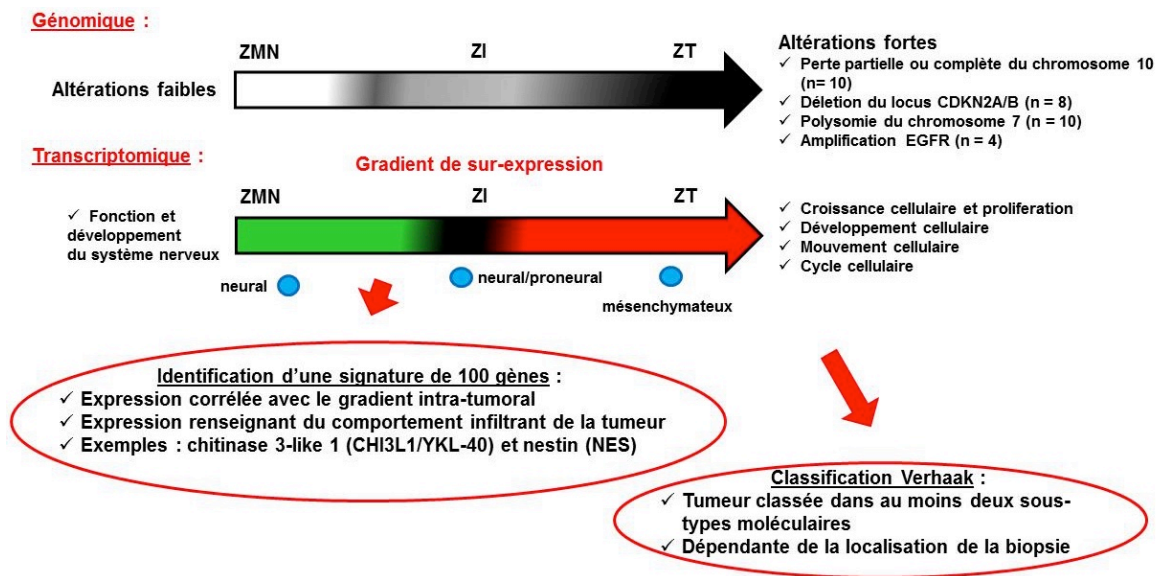 Génomique :
ZMN
ZI
ZT
Altérations faibles
Altérations fortes
✓ Perte partielle ou complète du chromosome 10
(n= 10)
✓ Déletion du locus CDKN2A/B (n = 8)
✓ Polysomie du chromosome 7 (n = 10)
✓ Amplification EGFR (n = 4)
Transcriptomique :
Gradient de sur-expression
ZMN
ZI
ZT
✓ Fonction et
développement
du système nerveux
✓ Croissance cellulaire et proliferation
✓ Développement cellulaire
✓ Mouvement cellulaire
✓ Cycle cellulaire
neural
neural/proneural
mésenchymateux
Identification d'une signature de 100 gènes :
✓ Expression corrélée avec le gradient intra-tumoral
✓ Expression renseignant du comportement infiltrant de la tumeur
✓ Exemples : chitinase 3-like 1 (CHI3L1/YKL-40) et nestin (NES)
Classification Verhaak :
✓ Tumeur classée dans au moins deux sous-
types moléculaires
✓ Dépendante de la localisation de la biopsie